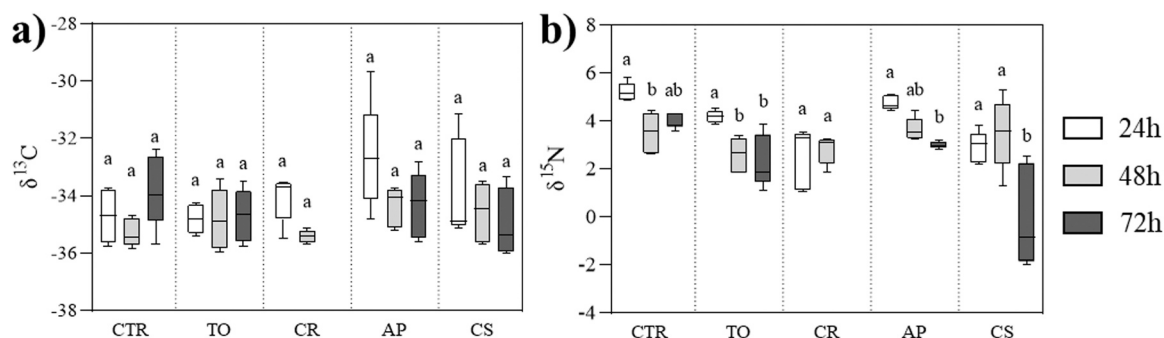 a)
δ13C
-28
-30
-32
-34
-36
-38
a a a a a a a a a a a a a a
CTR TO CR AP CS
b)
δ15N
8
6
4
2
0
-2
-4
a b ab a b b a a a ab b a a b
CTR TO CR AP CS
24h
48h
72h